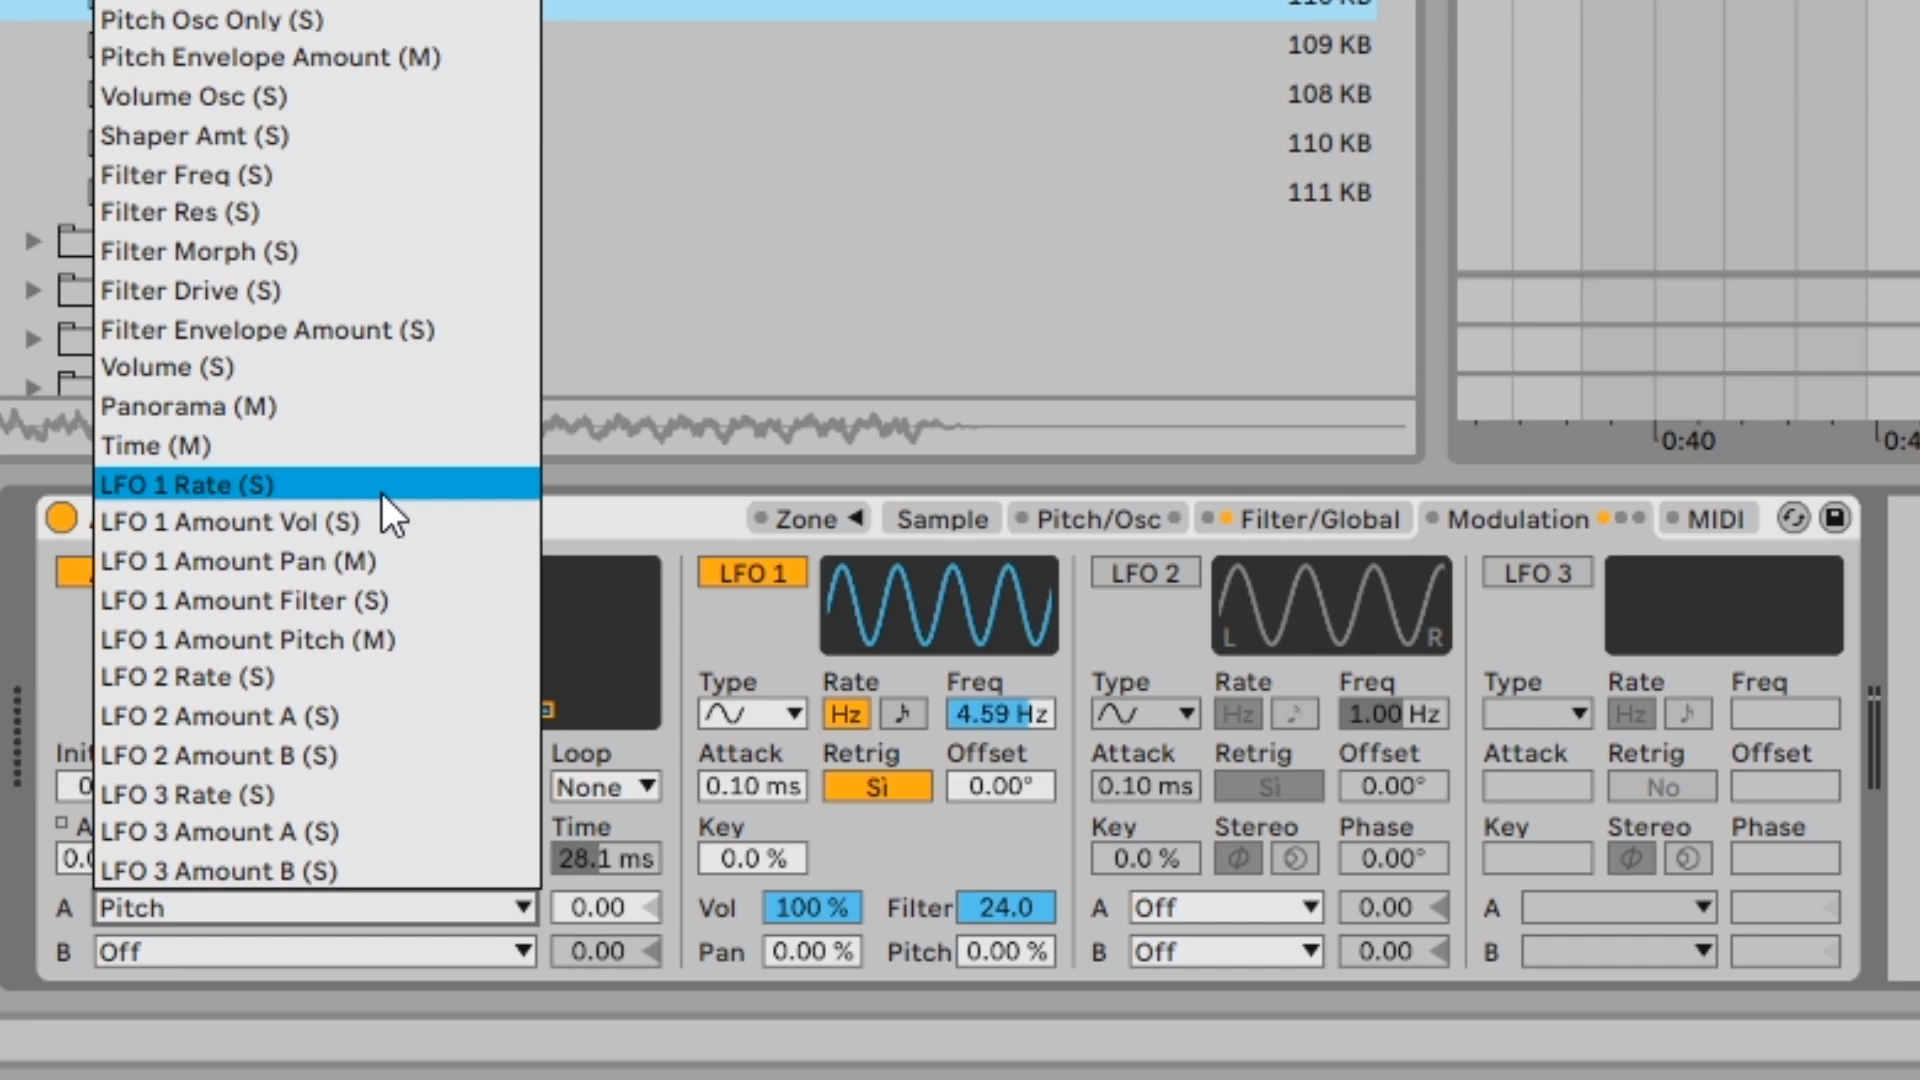 Pitch Osc Only (S)
Pitch Envelope Amount (M)
Volume Osc (S)
Shaper Amt (S)
Filter Freq (S)
Filter Res (S)
Filter Morph (S)
Filter Drive (S)
Filter Envelope Amount (S)
Volume (S)
Panorama (M)
Time (M)
LFO 1 Rate (S)
LFO 1 Amount Vol (S)
LFO 1 Amount Pan (M)
LFO 1 Amount Filter (S)
LFO 1 Amount Pitch (M)
LFO 2 Rate (S)
LFO 2 Amount A (S)
LFO 2 Amount B (S)
LFO 3 Rate (S)
LFO 3 Amount A (S)
LFO 3 Amount B (S)
109 KB
108 KB
110 KB
111 KB
0:40
Zone Sample Pitch/Osc Filter/Global Modulation MIDI
Loop
None
Time
28.1 ms
A Pitch 0.00
B Off 0.00
LFO 1
Type Rate Freq
Hz 4.59 Hz
Attack Retrig Offset
0.10 ms Sì 0.00°
Key
0.0 %
Vol 100 % Filter 24.0
Pan 0.00 % Pitch 0.00 %
LFO 2
L R
Type Rate Freq
Hz 1.00 Hz
Attack Retrig Offset
0.10 ms Sì 0.00°
Key Stereo Phase
0.0 % 0.00°
A Off 0.00
B Off 0.00
LFO 3
Type Rate Freq
Hz
Attack Retrig Offset
No
Key Stereo Phase
A
B